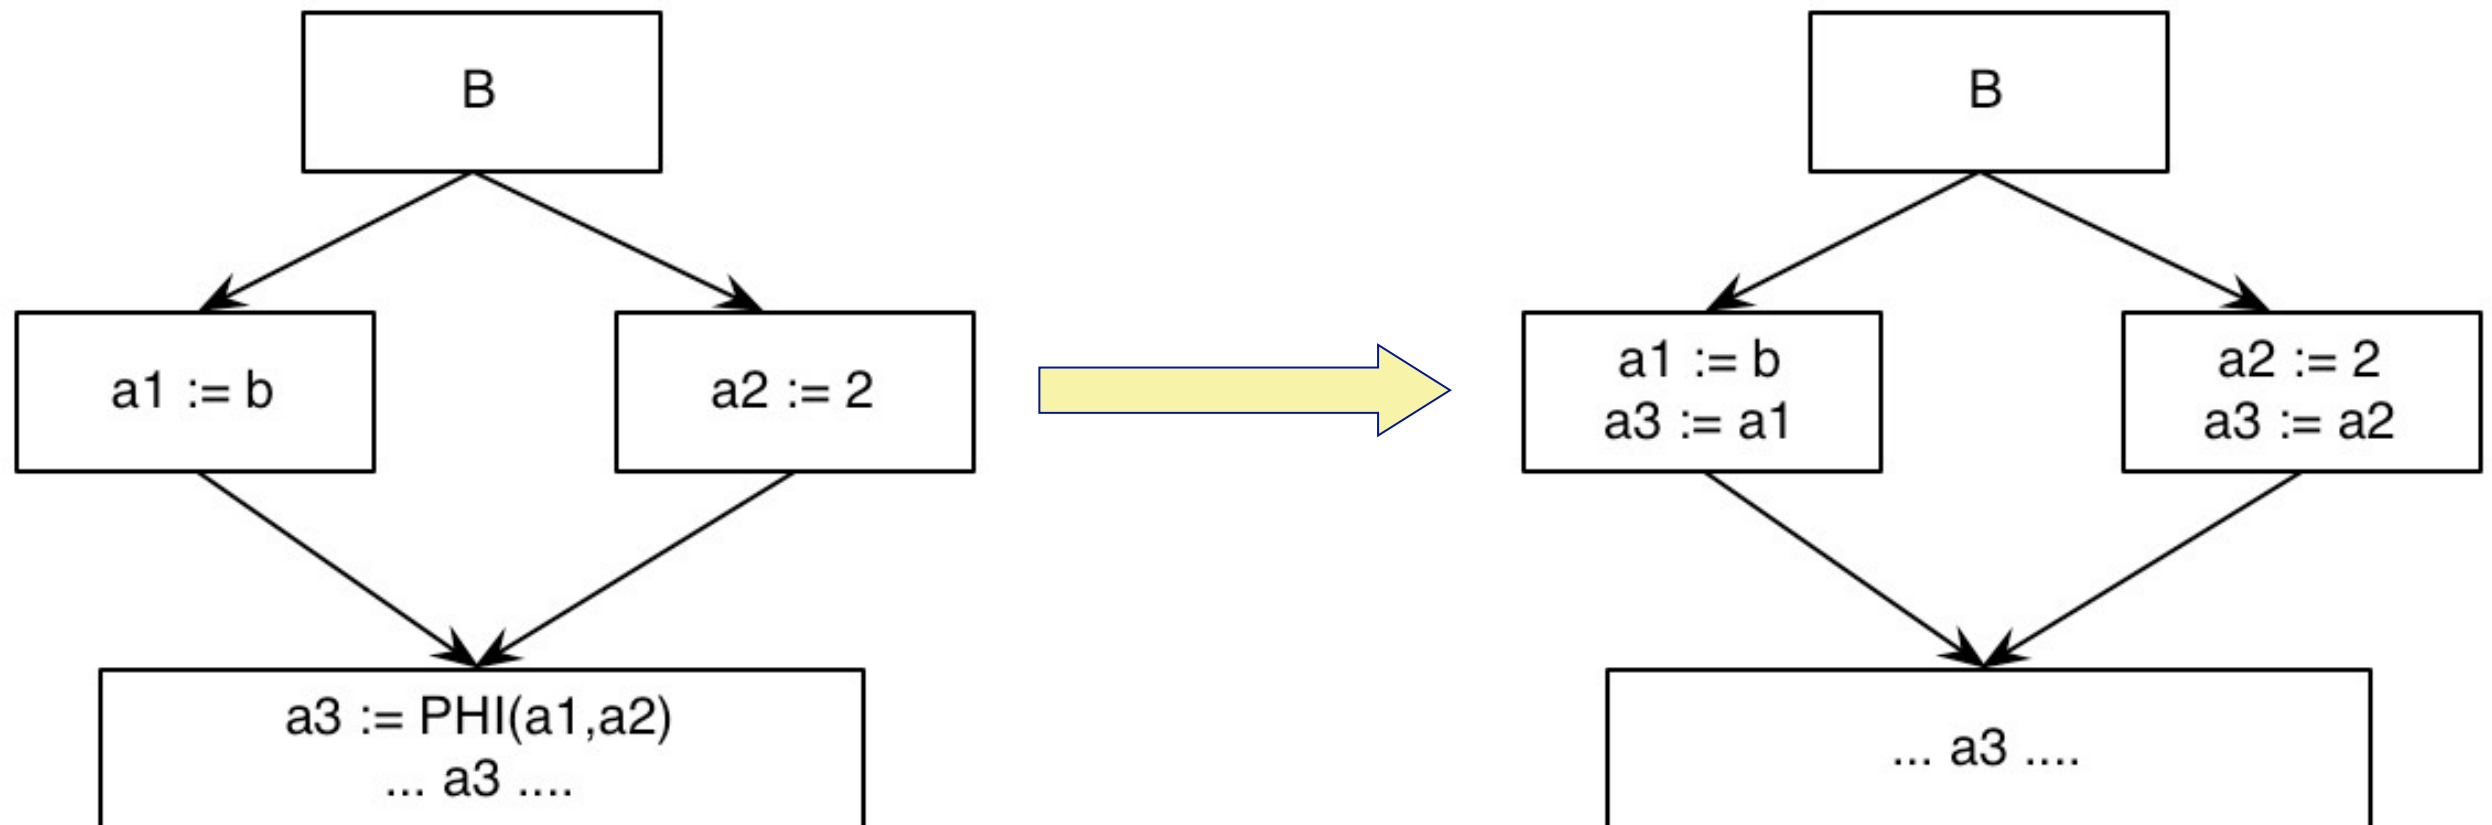 B
a1 := b
a2 := 2
a3 := PHI(a1,a2)
... a3 ....
B
a1 := b
a3 := a1
a2 := 2
a3 := a2
... a3 ....